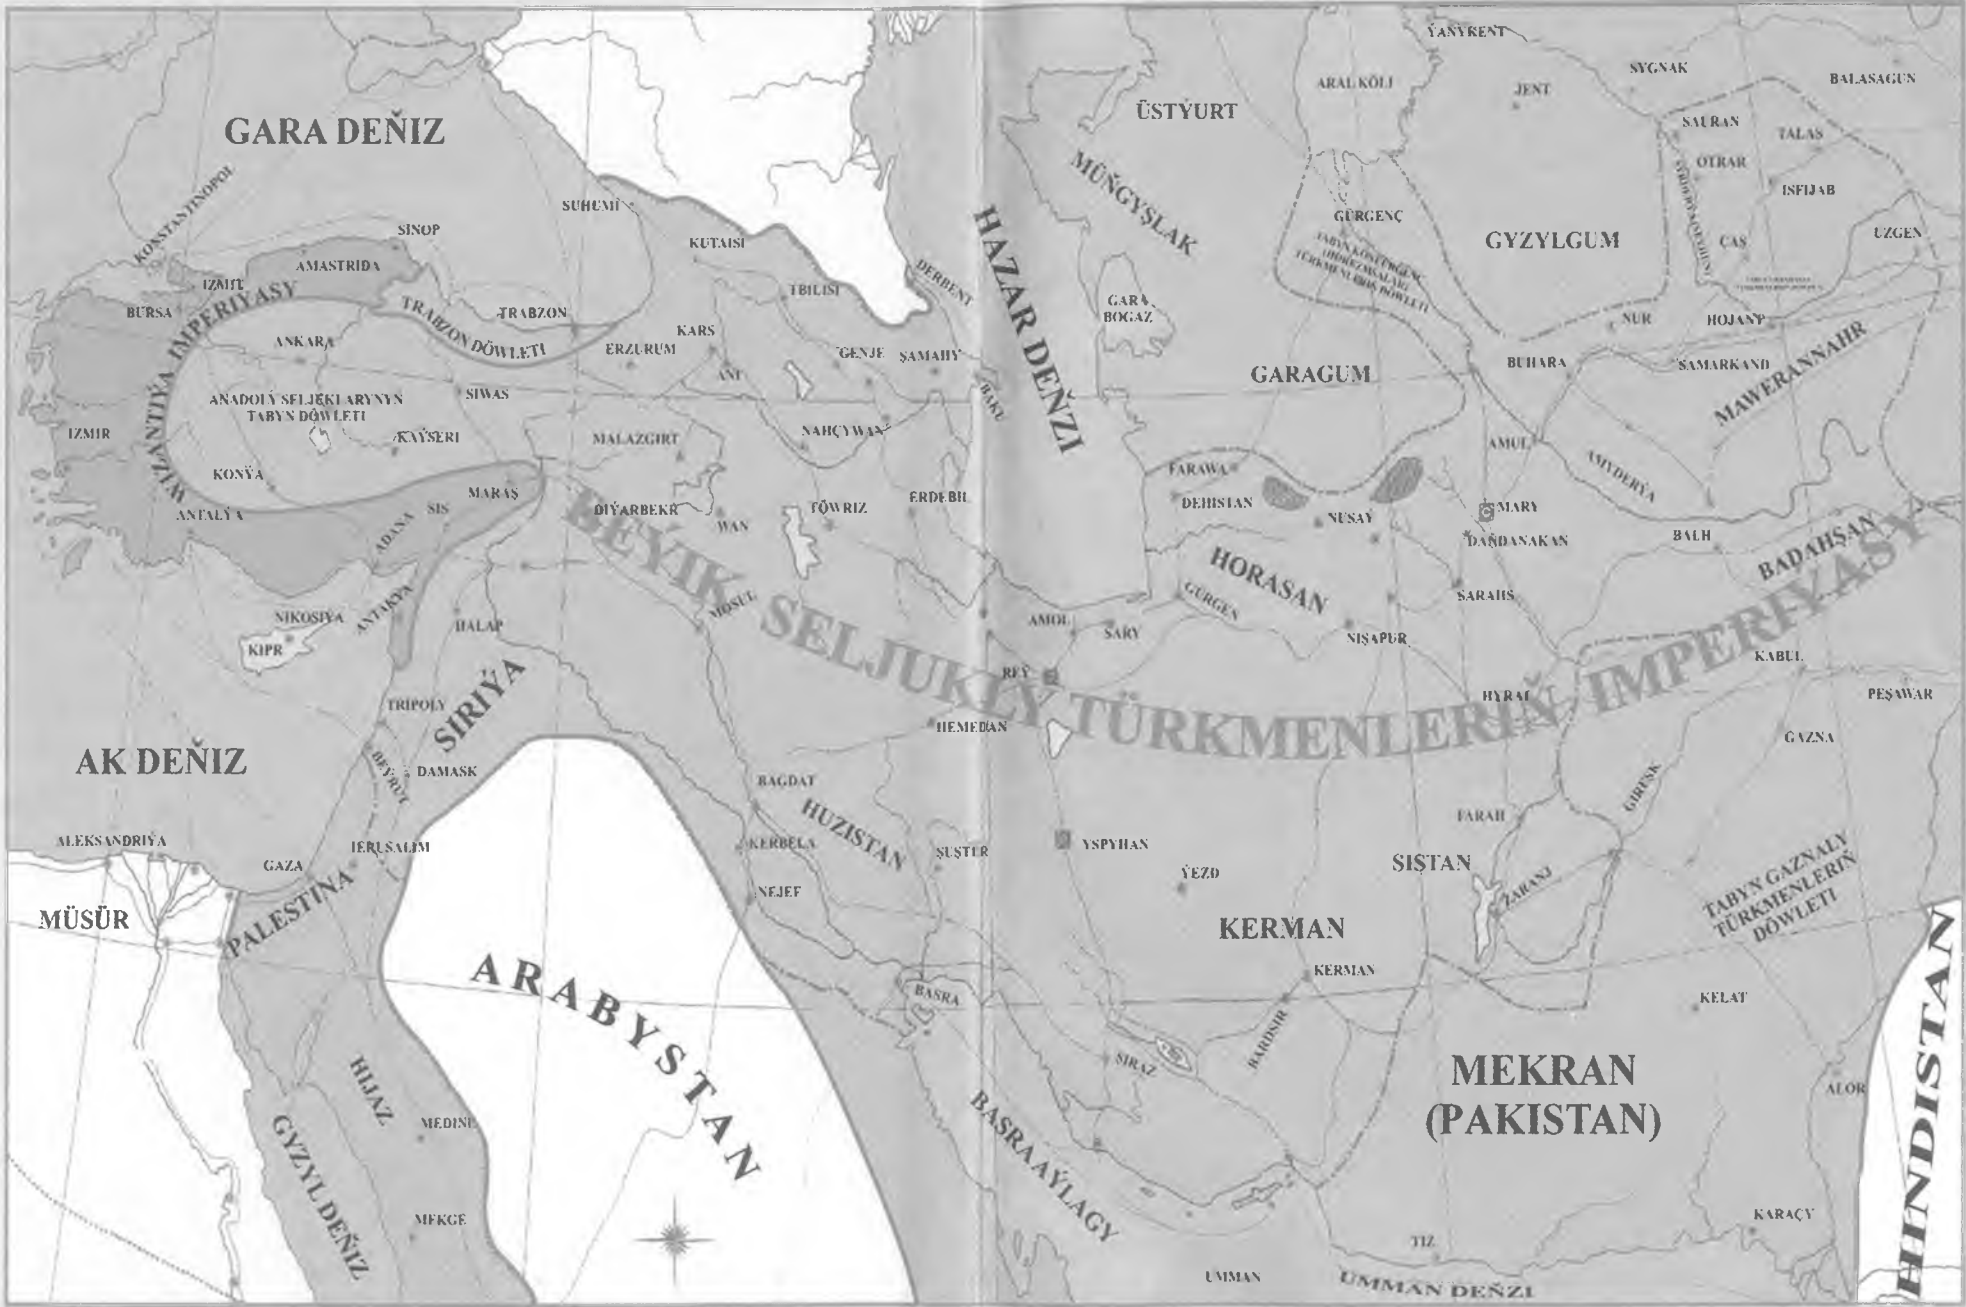 GARA DEŇIZ
KONSTANTINOPOL
SINOP
AMASTRIDA
IZMIT
BURSA
WIZANTIÝA IMPERIÝASY
ANKARA
TRABZON DÖWLETI
TRABZON
ANADOLÝ SELJEKLARYNYN
TABYN DÖWLETI
SIWAS
KAÝSERI
IZMIR
KONÝA
ANTALÝA
MARAŞ
SIS
ADANA
ANTAKYA
NIKOSIÝA
KIPR
HALAP
SUHUMI
KUTAISI
TBILISI
DERBENT
KARS
ERZURUM
ANI
GENJE
ŞAMAHY
BAKU
MALAZGIRT
NAHÇYWAN
DIÝARBEKR
WAN
TÖWRIZ
ERDEBIL
MOSUL
HAZAR DEŇZI
ÜSTÝURT
MŰŇGYŞLAK
GARA
BOGAZ
ARAL KÖLI
ÝANYKENT
JENT
SYGNAK
BALASAGUN
SAURAN
TALAS
OTRAR
ISFIJAB
UZGEN
ÇAŞ
GÜRGENÇ
GYZYLGUM
NUR
HOJANT
GARAGUM
BUHARA
SAMARKAND
MAWERANNAHR
AMUL
AMYDERÝA
FARAWA
DEHISTAN
NUSAÝ
MARY
DAŇDANAKAN
BALH
BADAHŞAN
HORASAN
GÜRGEN
SARAHS
AMOL
SARY
NIŞAPUR
REÝ
HYRAT
KABUL
PEŞAWAR
GAZNA
BEÝIK SELJUKLY TÜRKMENLERIŇ IMPERIÝASY
HEMEDAN
AK DEŇIZ
TRIPOLY
SIRIÝA
BEÝRUT
DAMASK
BAGDAT
HUZISTAN
KERBELA
ŞUŞTER
NEJEF
YSPYHAN
ÝEZD
FARAH
GIREŞK
SISTAN
ZARANJ
TABYN GAZNALY
TÜRKMENLERIŇ
DÖWLETI
ALEKSANDRIÝA
GAZA
IERUSALIM
MÜSÜR
PALESTINA
ARABYSTAN
KERMAN
KERMAN
BASRA
BARDSIR
ŞIRAZ
KELAT
MEKRAN
(PAKISTAN)
ALOR
HINDISTAN
HIJAZ
MEDINE
GYZYL DEŇIZ
MEKGE
BASRA AÝLAGY
KARAÇY
TIZ
UMMAN
UMMAN DEŇZI